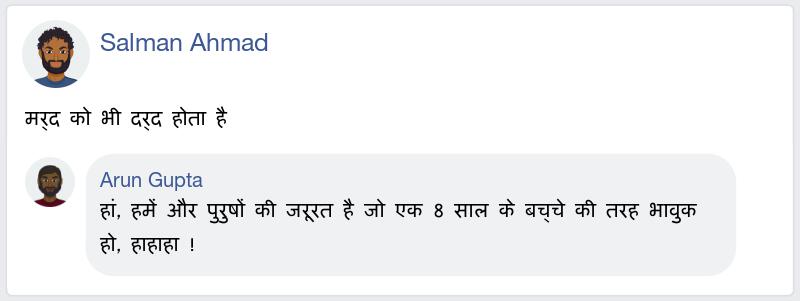 Salman Ahmad
मर्द को भी दर्द होता है
Arun Gupta
हां, हमें और पुरुषों की जरूरत है जो एक 8 साल के बच्चे की तरह भावुक
हो, हाहाहा !